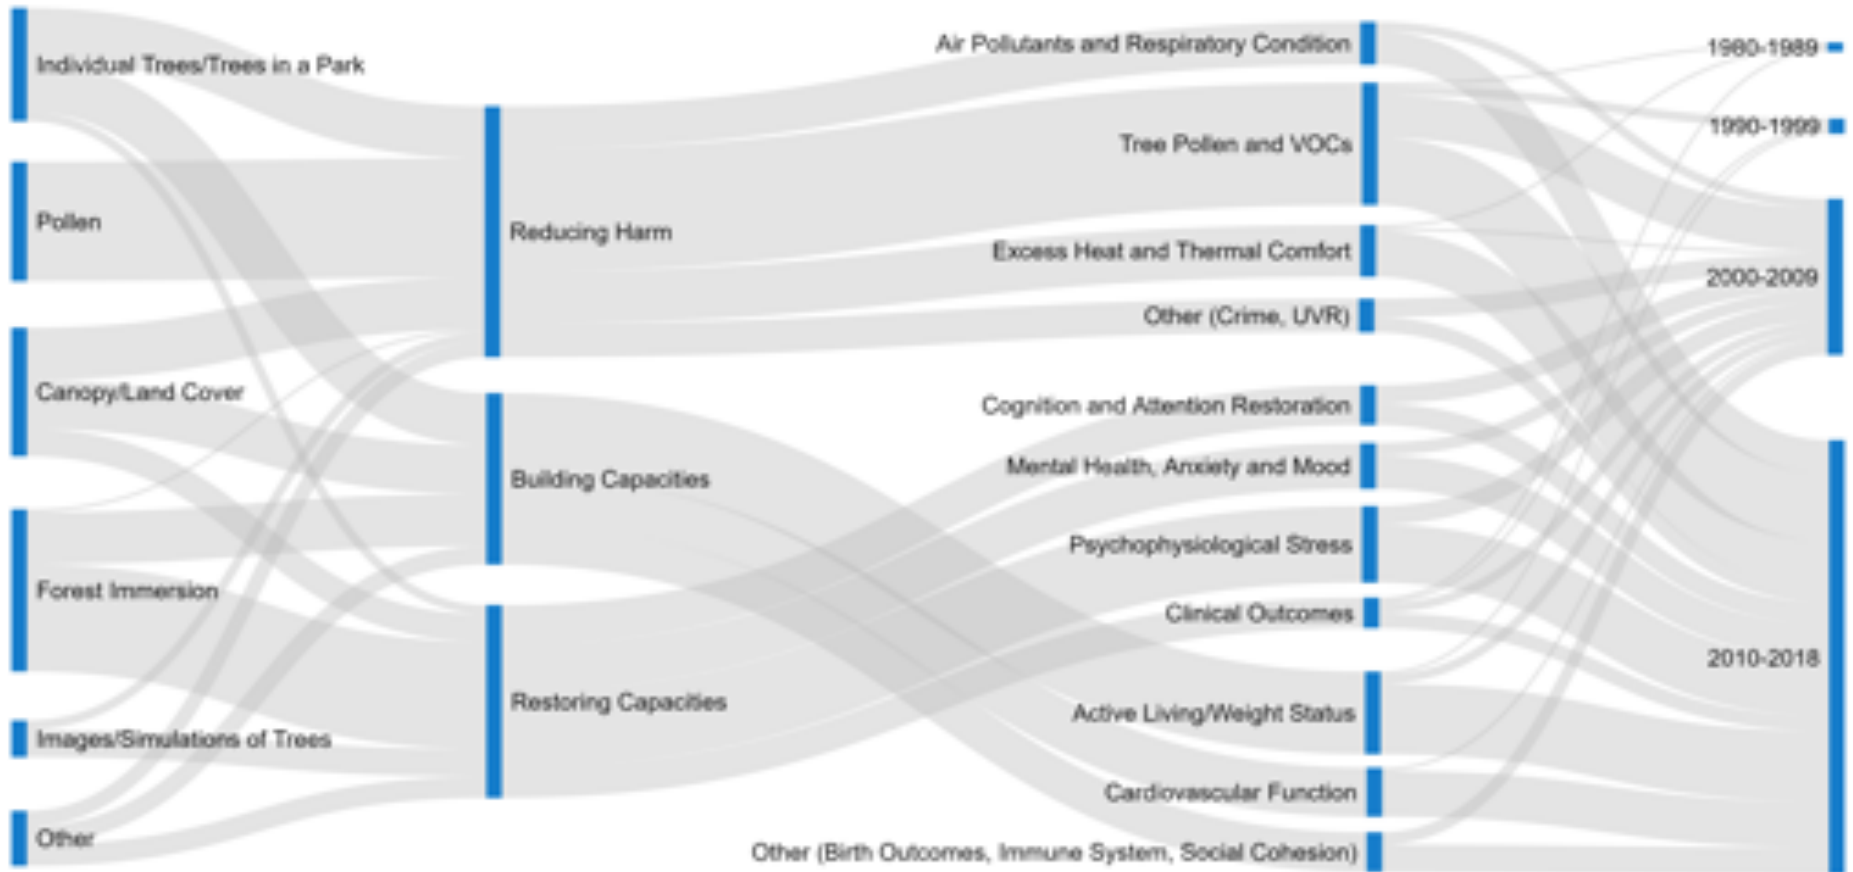 Individual Trees/Trees in a Park
Pollen
Canopy/Land Cover
Forest Immersion
Images/Simulations of Trees
Other
Reducing Harm
Building Capacities
Restoring Capacities
Air Pollutants and Respiratory Condition
Tree Pollen and VOCs
Excess Heat and Thermal Comfort
Other (Crime, UVR)
Cognition and Attention Restoration
Mental Health, Anxiety and Mood
Psychophysiological Stress
Clinical Outcomes
Active Living/Weight Status
Cardiovascular Function
Other (Birth Outcomes, Immune System, Social Cohesion)
1980-1989
1990-1999
2000-2009
2010-2018